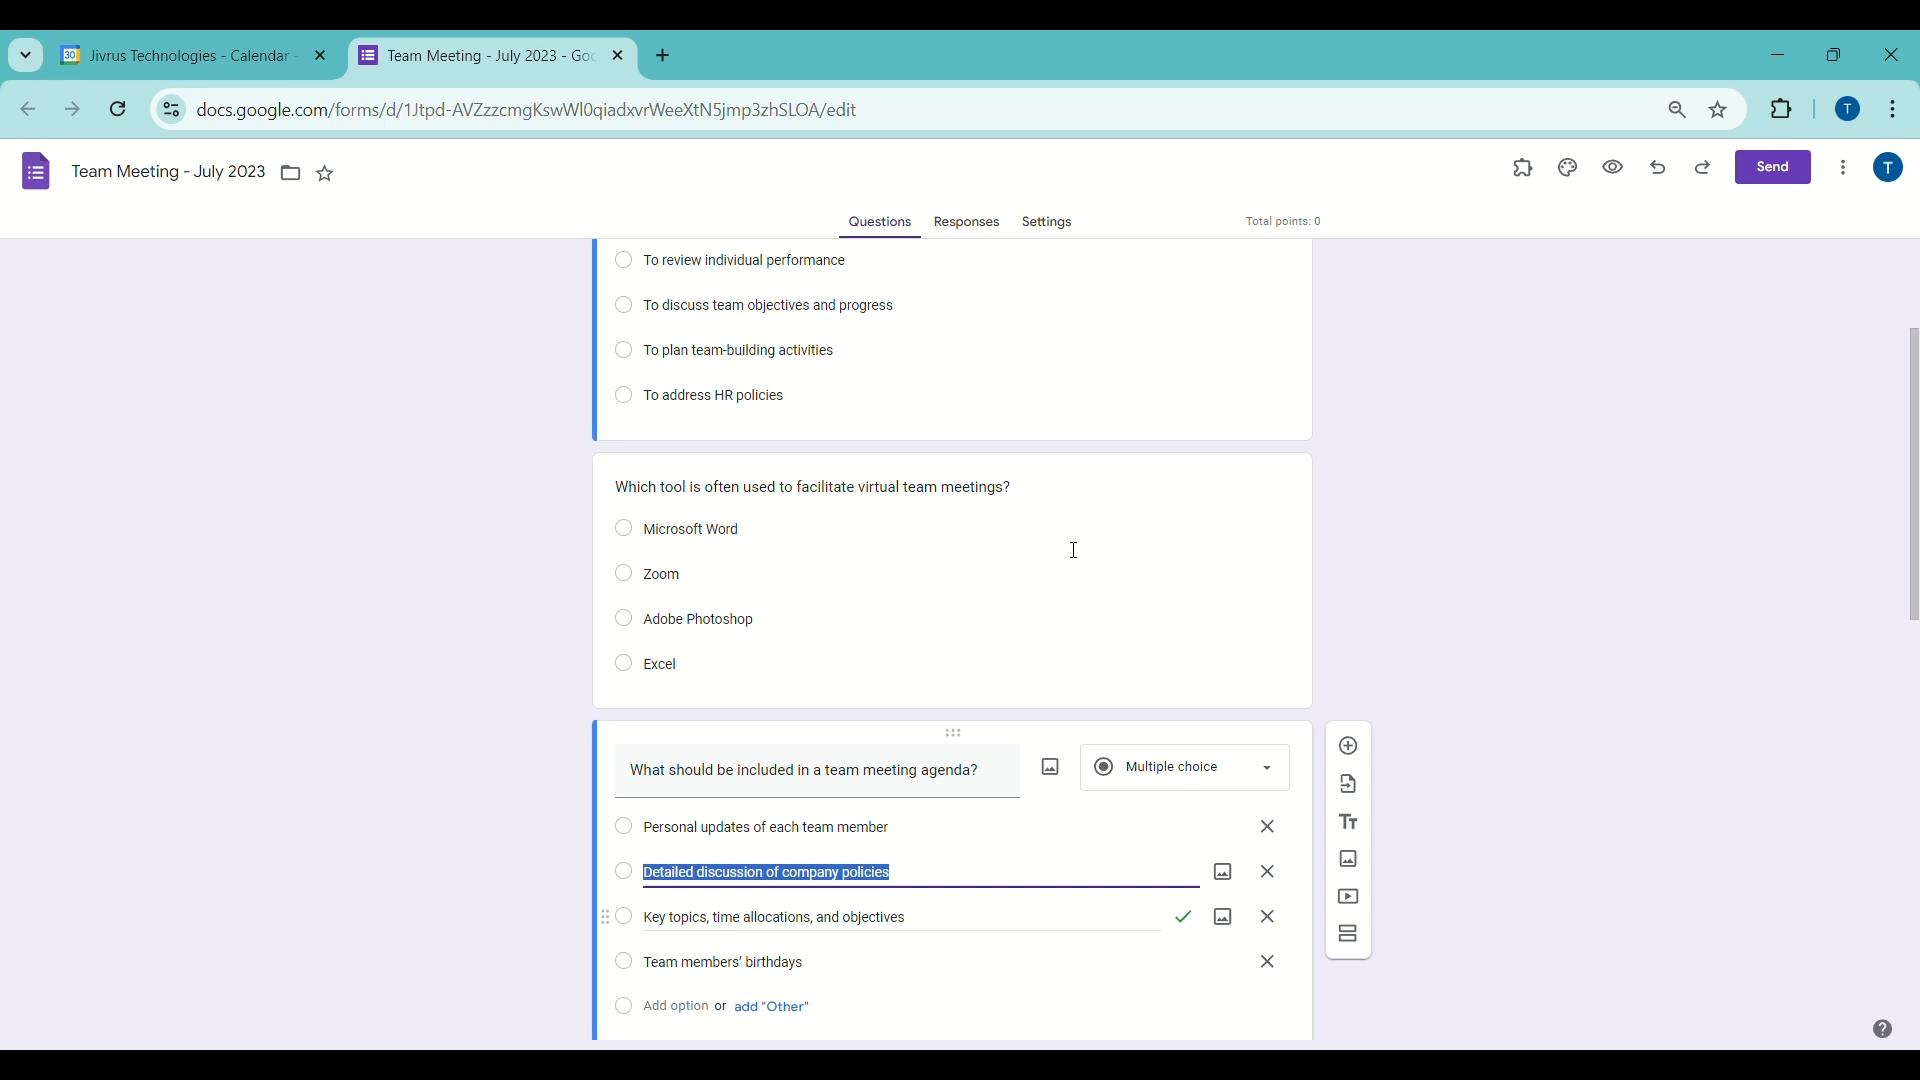 30 Jivrus Technologies - Calendar -
Team Meeting - July 2023 - Goo
docs.google.com/forms/d/1Jtpd-AVZzzcmgKswWl0qiadxvrWeeXtN5jmp3zhSLOA/edit
T
Team Meeting - July 2023
Send
T
Questions Responses Settings Total points: 0
To review individual performance
To discuss team objectives and progress
To plan team-building activities
To address HR policies
Which tool is often used to facilitate virtual team meetings?
Microsoft Word
Zoom
Adobe Photoshop
Excel
What should be included in a team meeting agenda?
Multiple choice
Personal updates of each team member
Detailed discussion of company policies
Key topics, time allocations, and objectives
Team members' birthdays
Add option or add "Other"